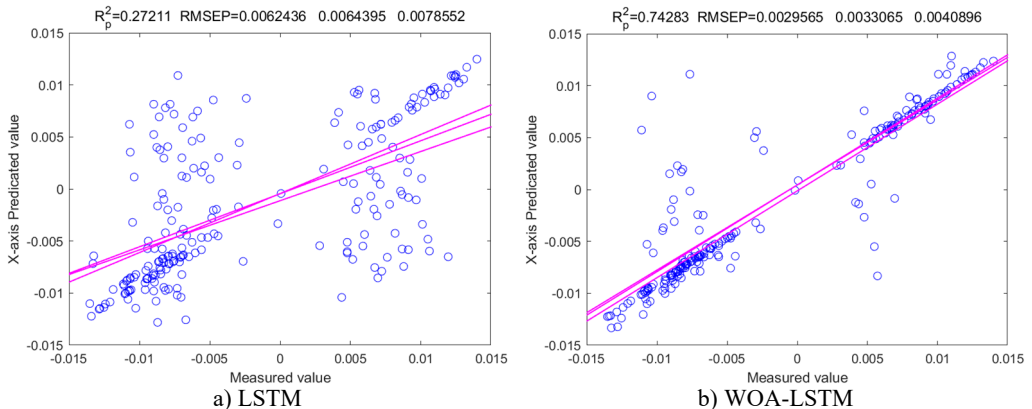 R_p^2=0.27211 RMSEP=0.0062436 0.0064395 0.0078552
0.015
0.01
0.005
0
-0.005
-0.01
-0.015
X-axis Predicated value
-0.015 -0.01 -0.005 0 0.005 0.01 0.015
Measured value
a) LSTM
R_p^2=0.74283 RMSEP=0.0029565 0.0033065 0.0040896
0.015
0.01
0.005
0
-0.005
-0.01
-0.015
X-axis Predicated value
-0.015 -0.01 -0.005 0 0.005 0.01 0.015
Measured value
b) WOA-LSTM